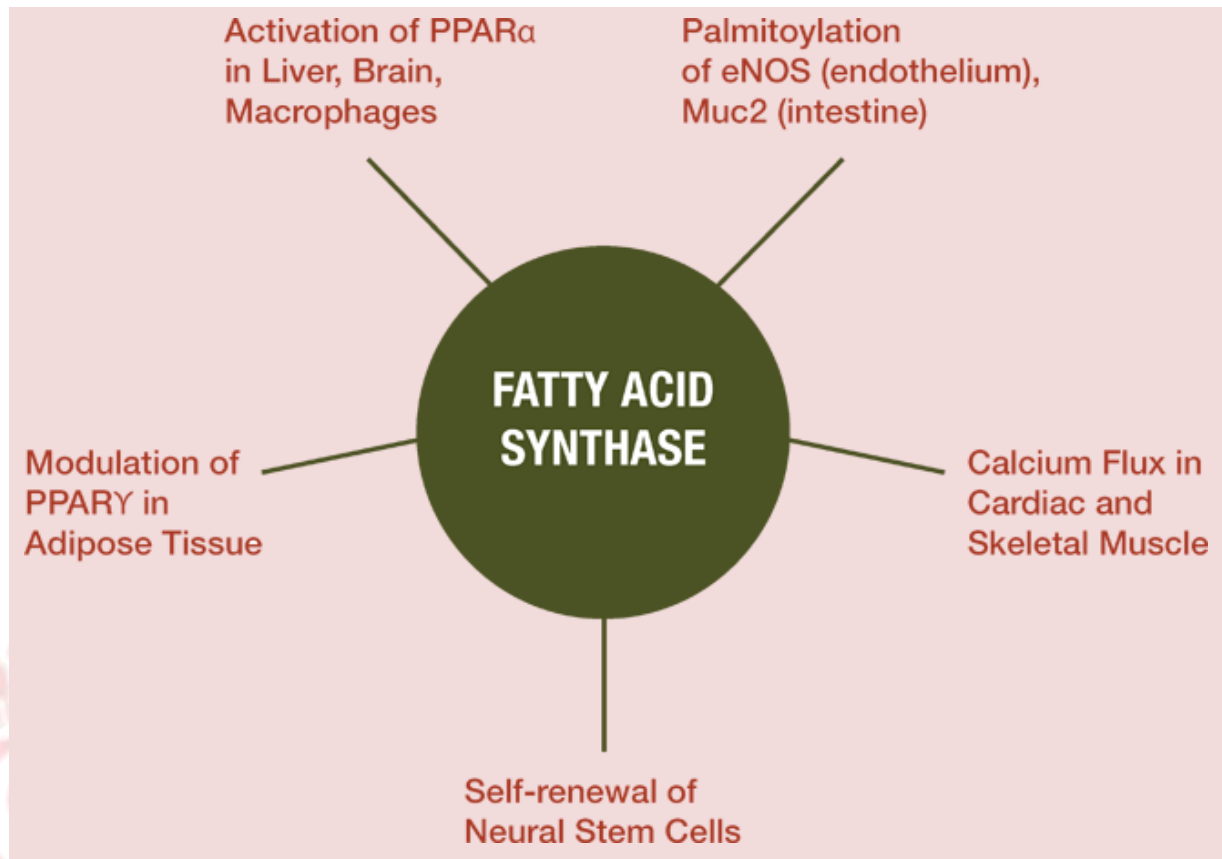 Activation of PPARα
in Liver, Brain,
Macrophages
Palmitoylation
of eNOS (endothelium),
Muc2 (intestine)
FATTY ACID
SYNTHASE
Modulation of
PPARϒ in
Adipose Tissue
Calcium Flux in
Cardiac and
Skeletal Muscle
Self-renewal of
Neural Stem Cells